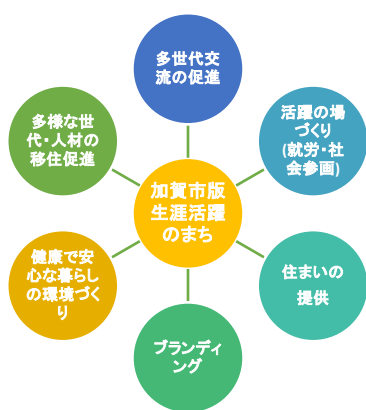 多世代交
流の促進
活躍の場
づくり
(就労・社
会参画)
住まいの
提供
ブランディ
ング
健康で安
心な暮らし
の環境づく
り
多様な世
代・人材の
移住促進
加賀市版
生涯活躍
のまち